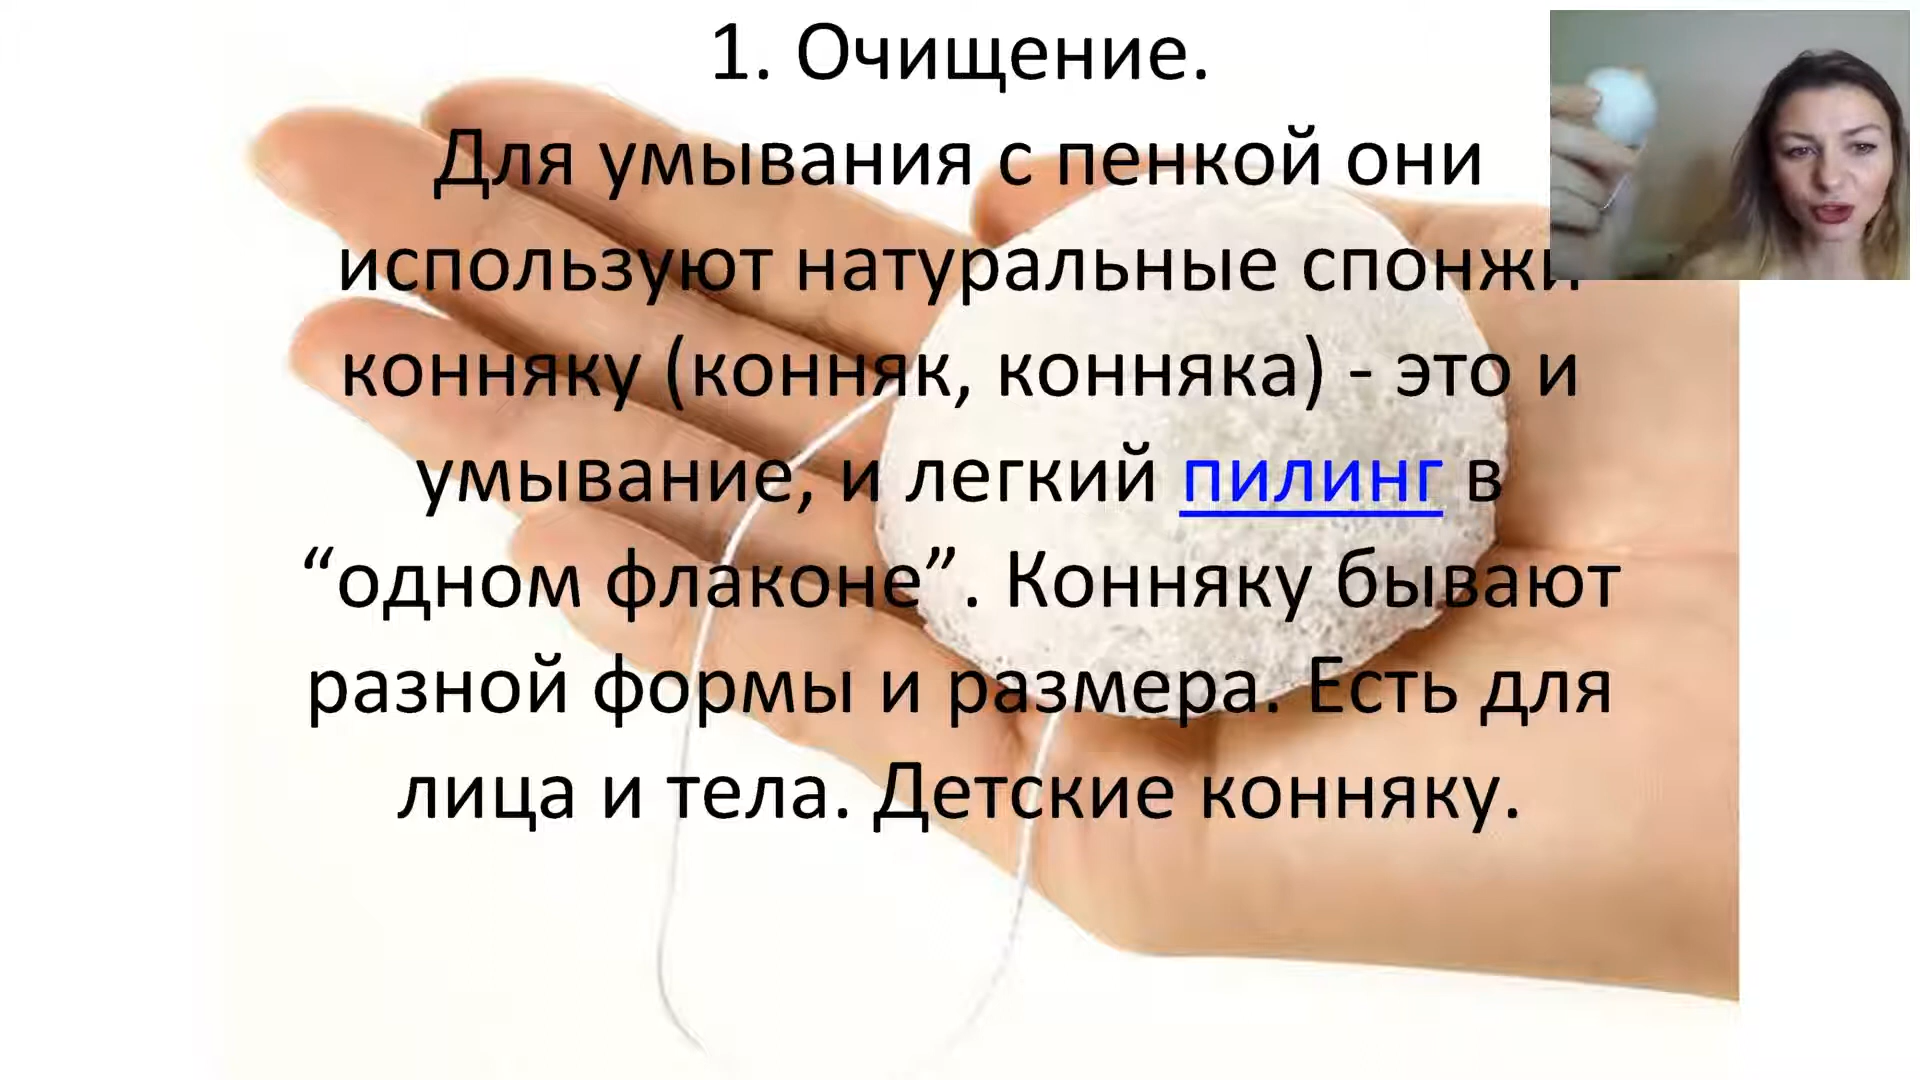 1. Очищение.
Для умывания с пенкой они
используют натуральные спонжи
конняку (конняк, конняка) - это и
умывание, и легкий пилинг в
“одном флаконе”. Конняку бывают
разной формы и размера. Есть для
лица и тела. Детские конняку.